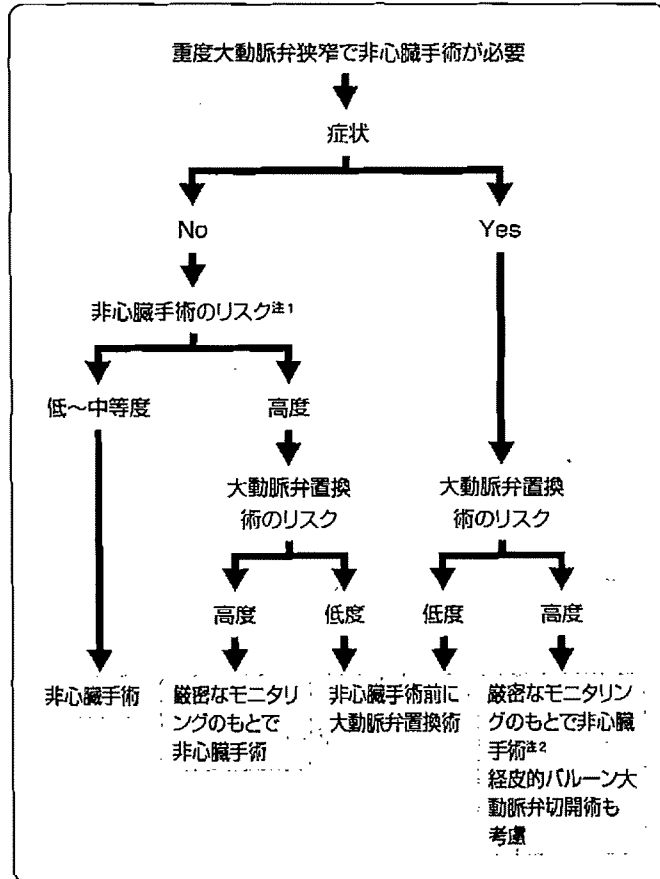 重度大動脈弁狭窄で非心臓手術が必要
症状
No
Yes
非心臓手術のリスク注1
低〜中等度
高度
大動脈弁置換
術のリスク
大動脈弁置換
術のリスク
高度
低度
低度
高度
非心臓手術
厳密なモニタリ
ングのもとで
非心臓手術
非心臓手術前に
大動脈弁置換術
厳密なモニタリン
グのもとで非心臓
手術注2
経皮的バルーン大
動脈弁切開術も
考慮